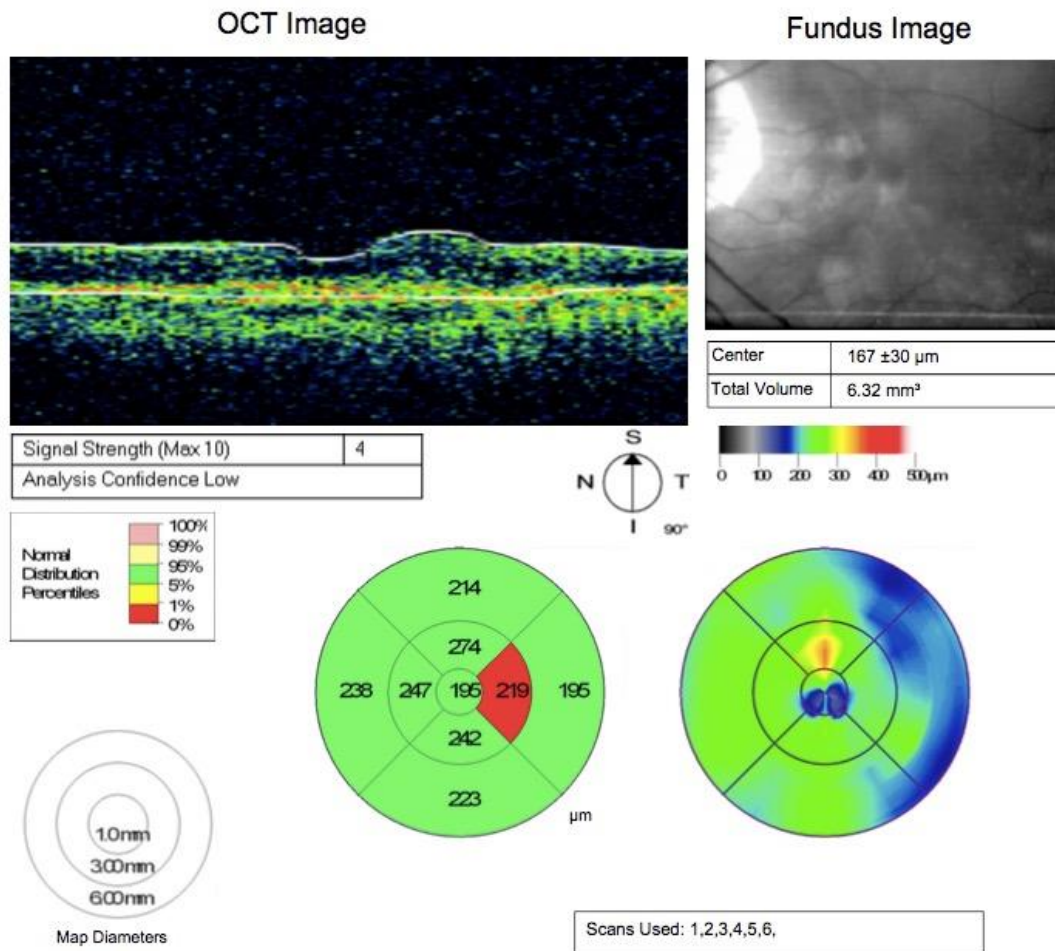 OCT Image
Fundus Image
Center 167 ±30 µm
Total Volume 6.32 mm³
Signal Strength (Max 10) 4
Analysis Confidence Low
S
N T
I 90°
0 100 200 300 400 500µm
Normal
Distribution
Percentiles
100%
99%
95%
5%
1%
0%
214
274
238 247 195 219 195
242
223
µm
1.0mm
3.00mm
6.00mm
Map Diameters
Scans Used: 1,2,3,4,5,6,